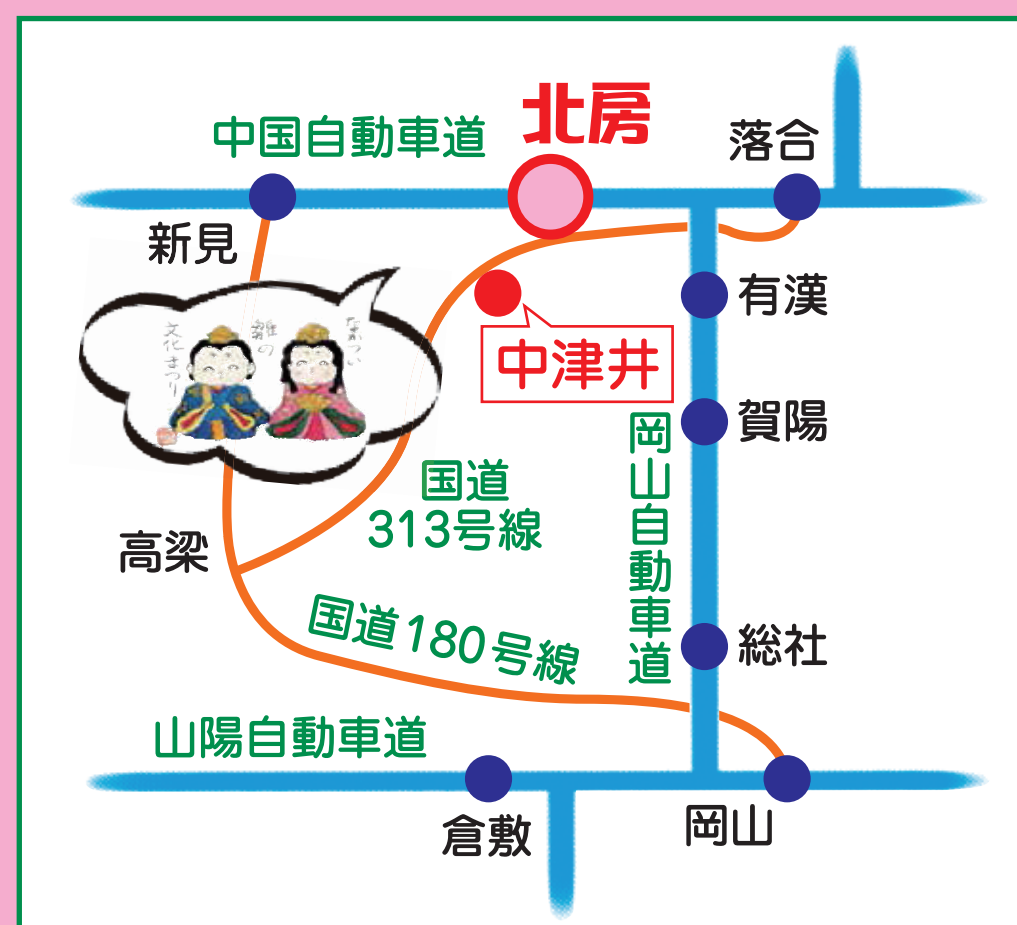 北房
中国自動車道
落合
新見
有漢
中津井
なかつい
雛の
文化まつり
賀陽
岡山自動車道
国道
313号線
高梁
国道180号線
総社
山陽自動車道
倉敷
岡山